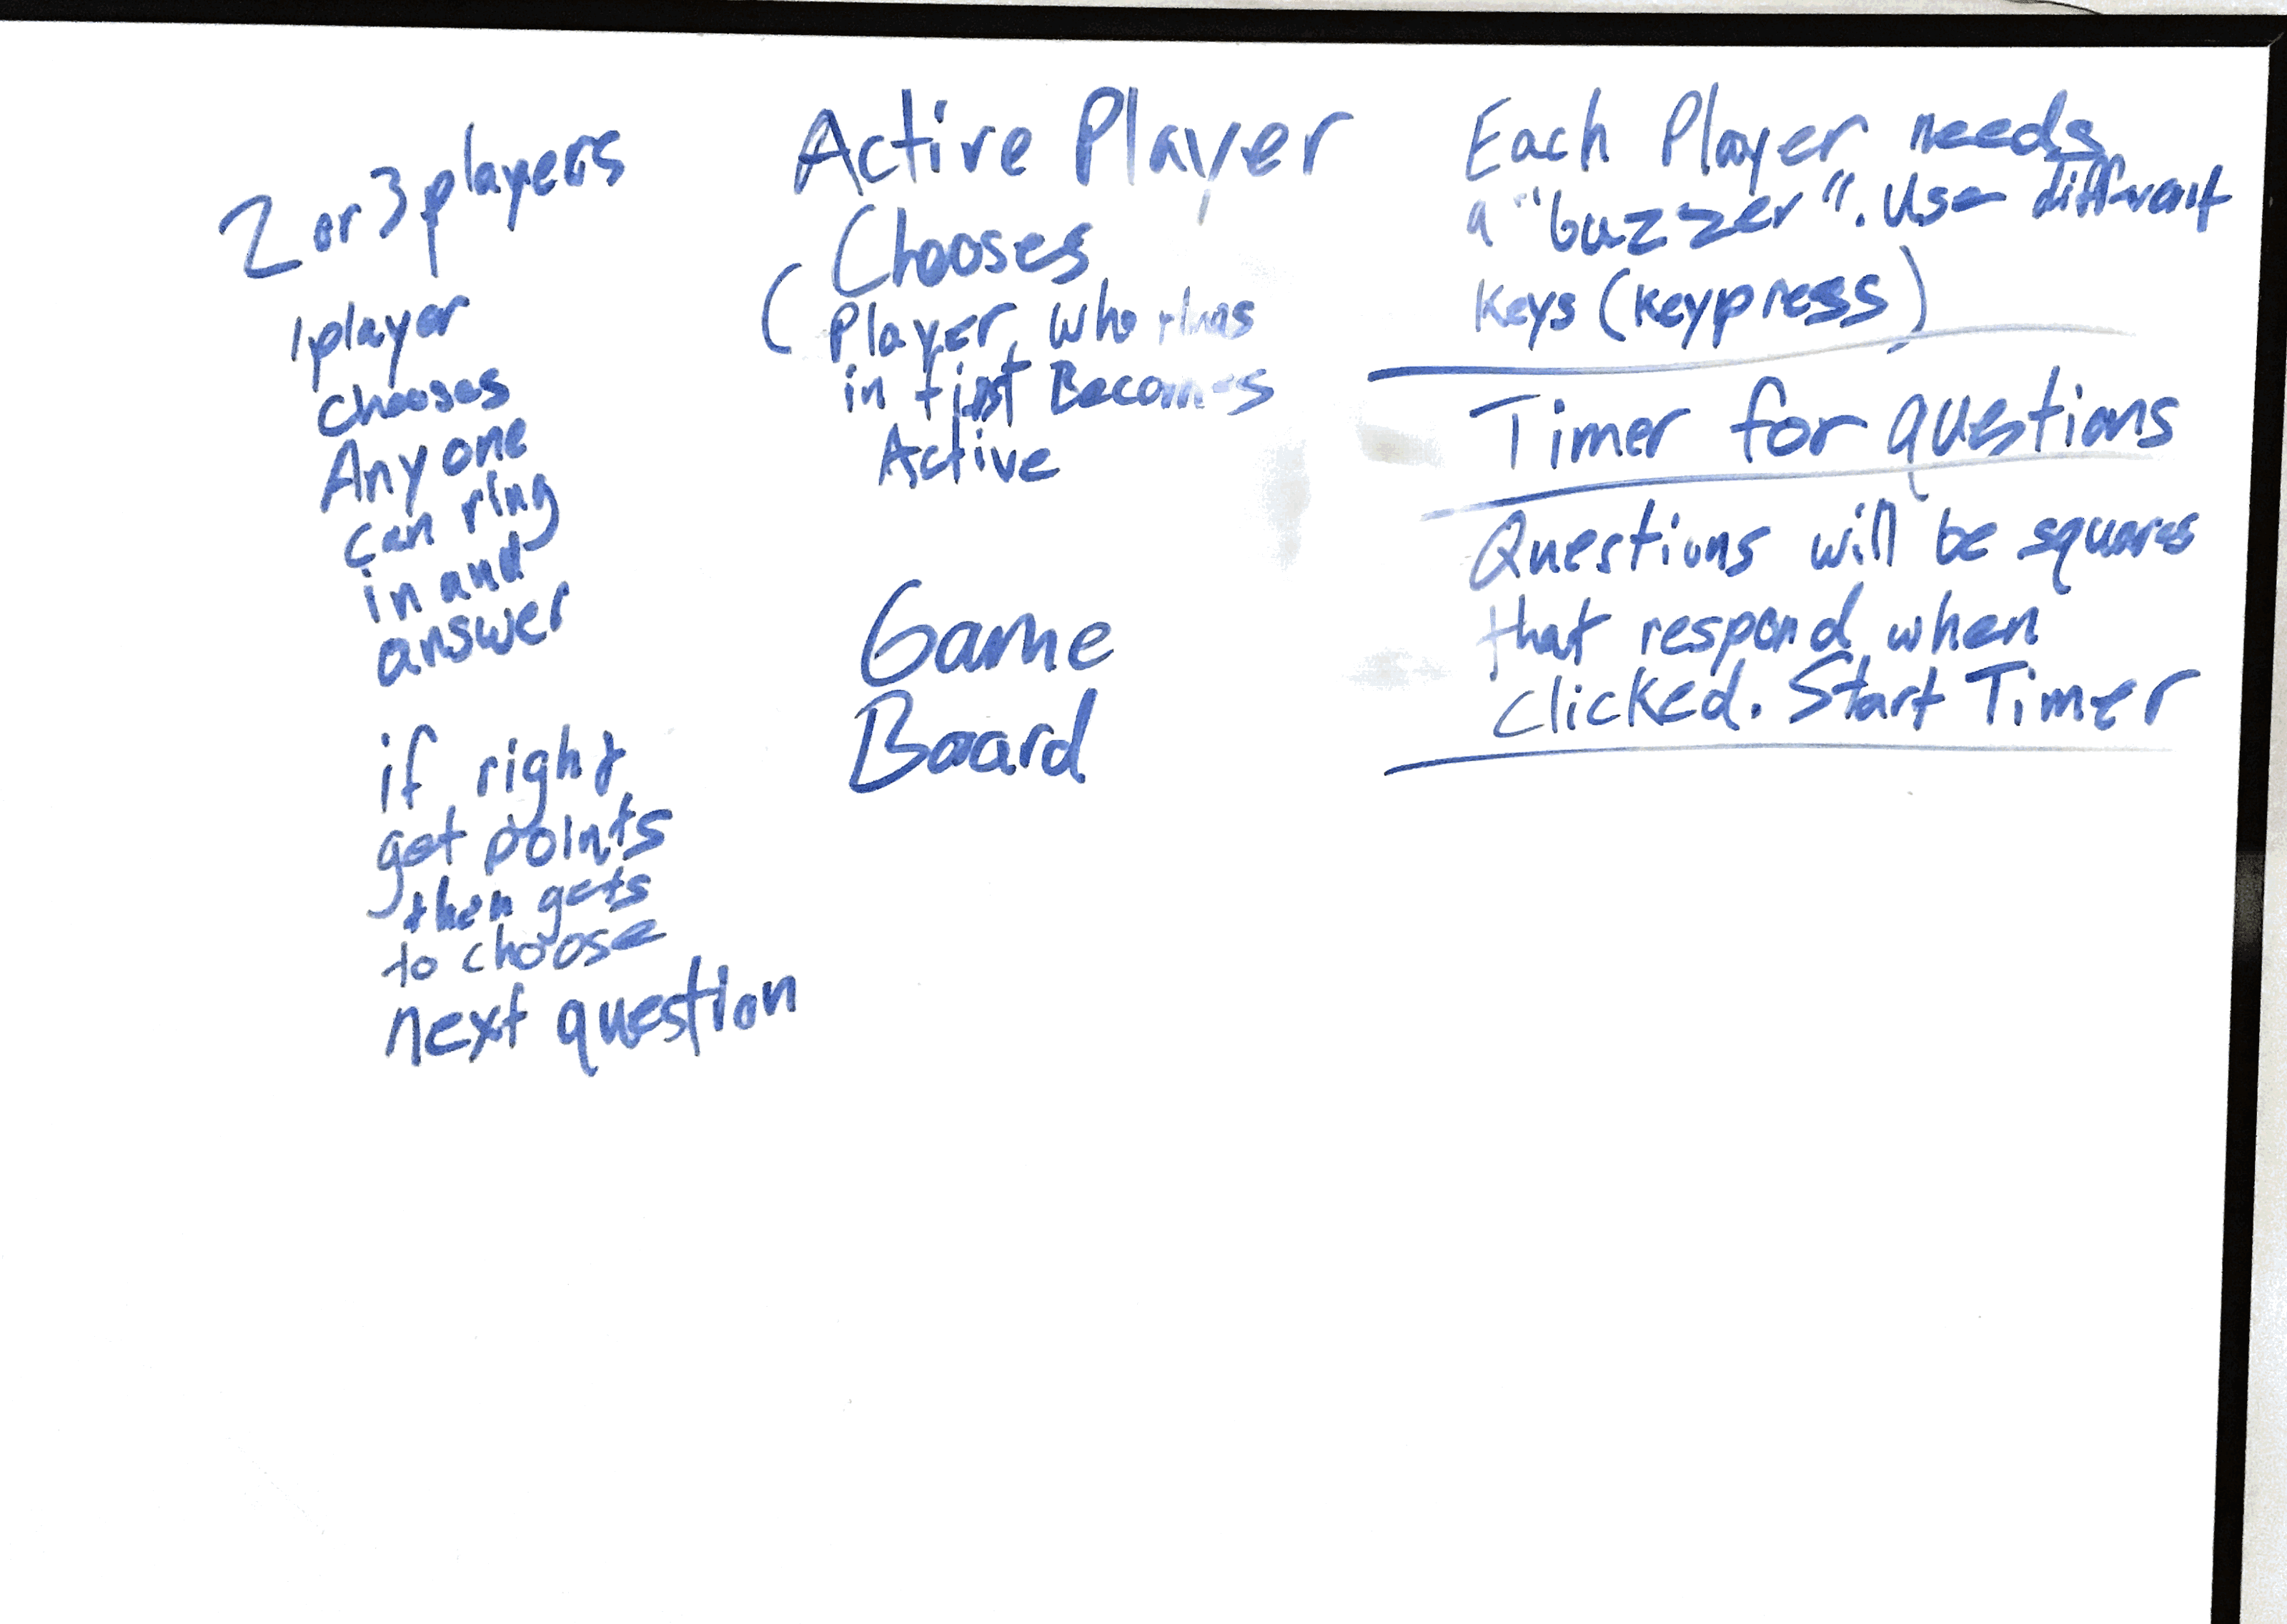 2 or 3 players
1 player
chooses
Any one
can ring
in and
answer
if right
get points
then gets
to choose
next question
Active Player
Chooses
( Player who rings
in first Becomes
Active
Game
Board
Each Player needs
a "buzzer". Use different
Keys (Keypress)
Timer for questions
Questions will be squares
that respond when
clicked. Start Timer